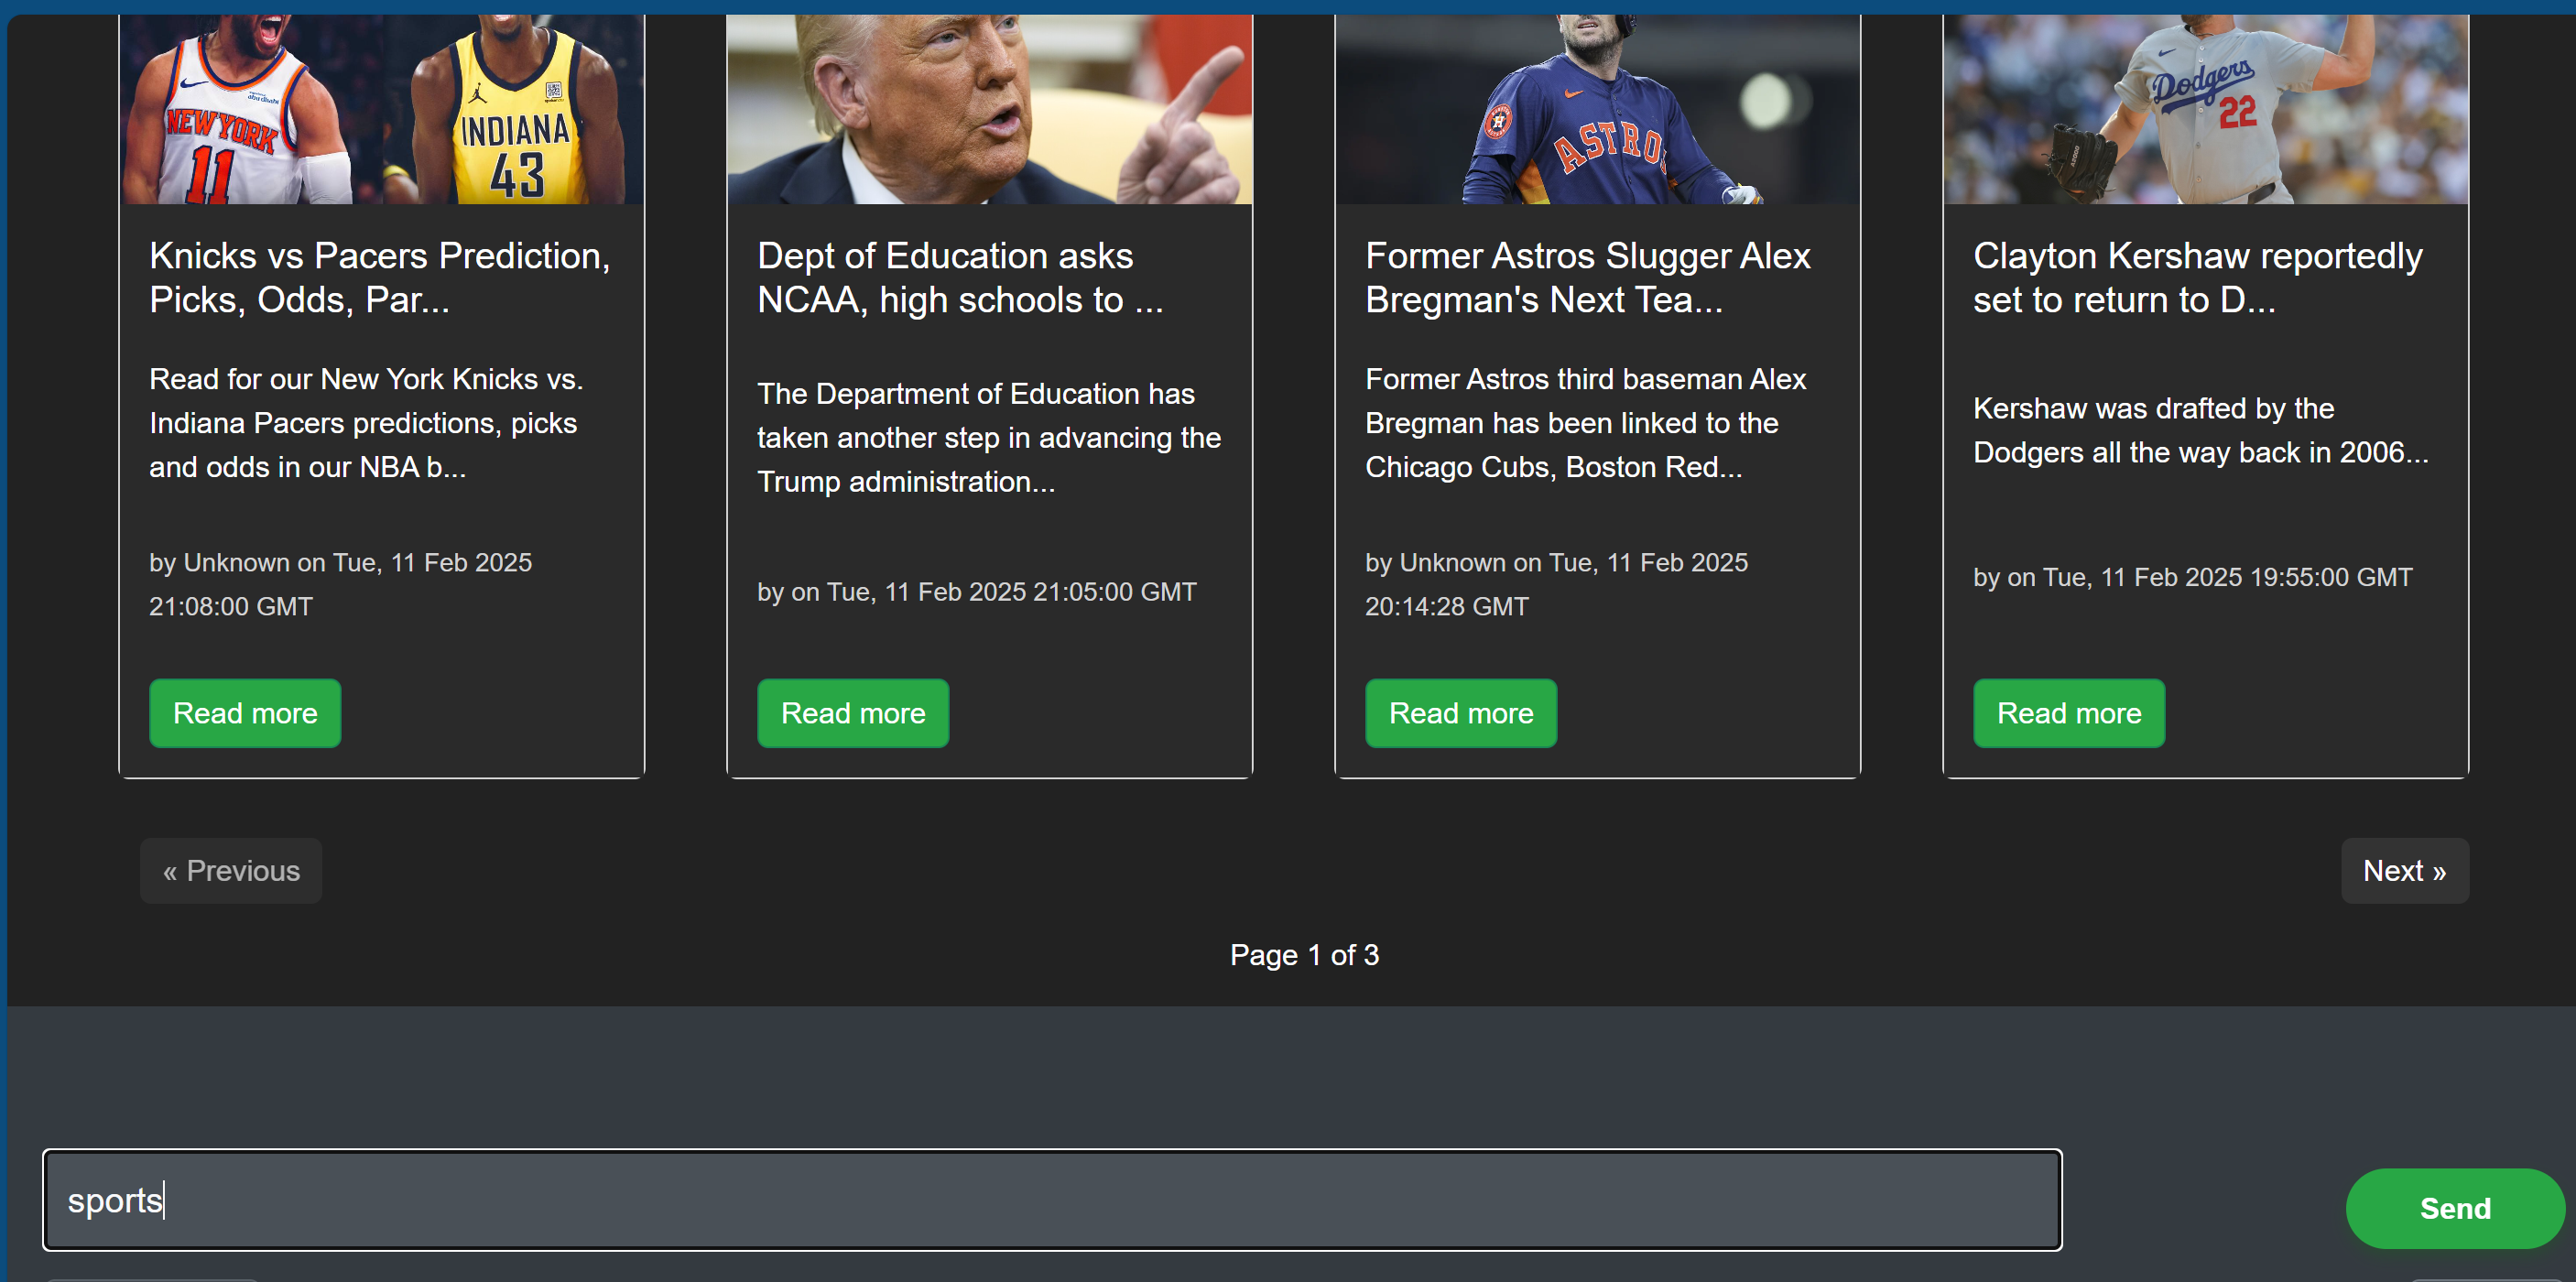 NEW YORK
11
INDIANA
43
ASTRO
Dodgers
22
Knicks vs Pacers Prediction,
Picks, Odds, Par...
Read for our New York Knicks vs.
Indiana Pacers predictions, picks
and odds in our NBA b...
by Unknown on Tue, 11 Feb 2025
21:08:00 GMT
Read more
Dept of Education asks
NCAA, high schools to ...
The Department of Education has
taken another step in advancing the
Trump administration...
by on Tue, 11 Feb 2025 21:05:00 GMT
Read more
Former Astros Slugger Alex
Bregman's Next Tea...
Former Astros third baseman Alex
Bregman has been linked to the
Chicago Cubs, Boston Red...
by Unknown on Tue, 11 Feb 2025
20:14:28 GMT
Read more
Clayton Kershaw reportedly
set to return to D...
Kershaw was drafted by the
Dodgers all the way back in 2006...
by on Tue, 11 Feb 2025 19:55:00 GMT
Read more
« Previous
Next »
Page 1 of 3
sports
Send